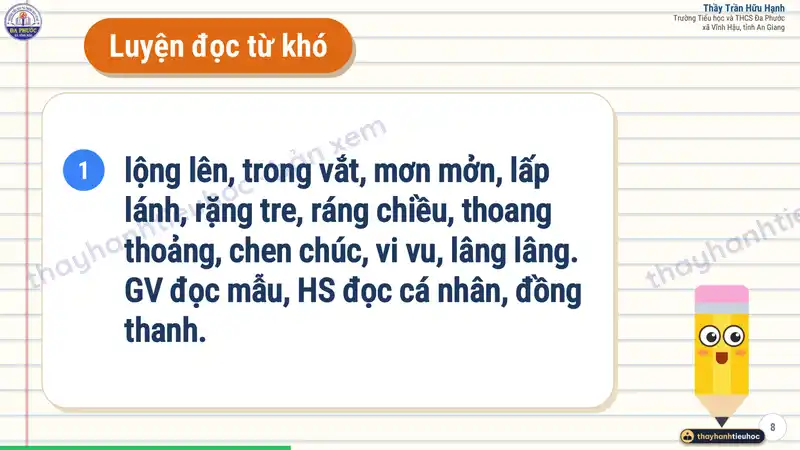 Thầy Trần Hữu Hạnh
Trường Tiểu học và THCS Đa Phước
xã Vĩnh Hậu, tỉnh An Giang
ĐA PHƯỚC
Luyện đọc từ khó
1
lộng lên, trong vắt, mơn mởn, lấp
lánh, rặng tre, ráng chiều, thoang
thoảng, chen chúc, vi vu, lâng lâng.
GV đọc mẫu, HS đọc cá nhân, đồng
thanh.
8
thayhanhtieuhoc